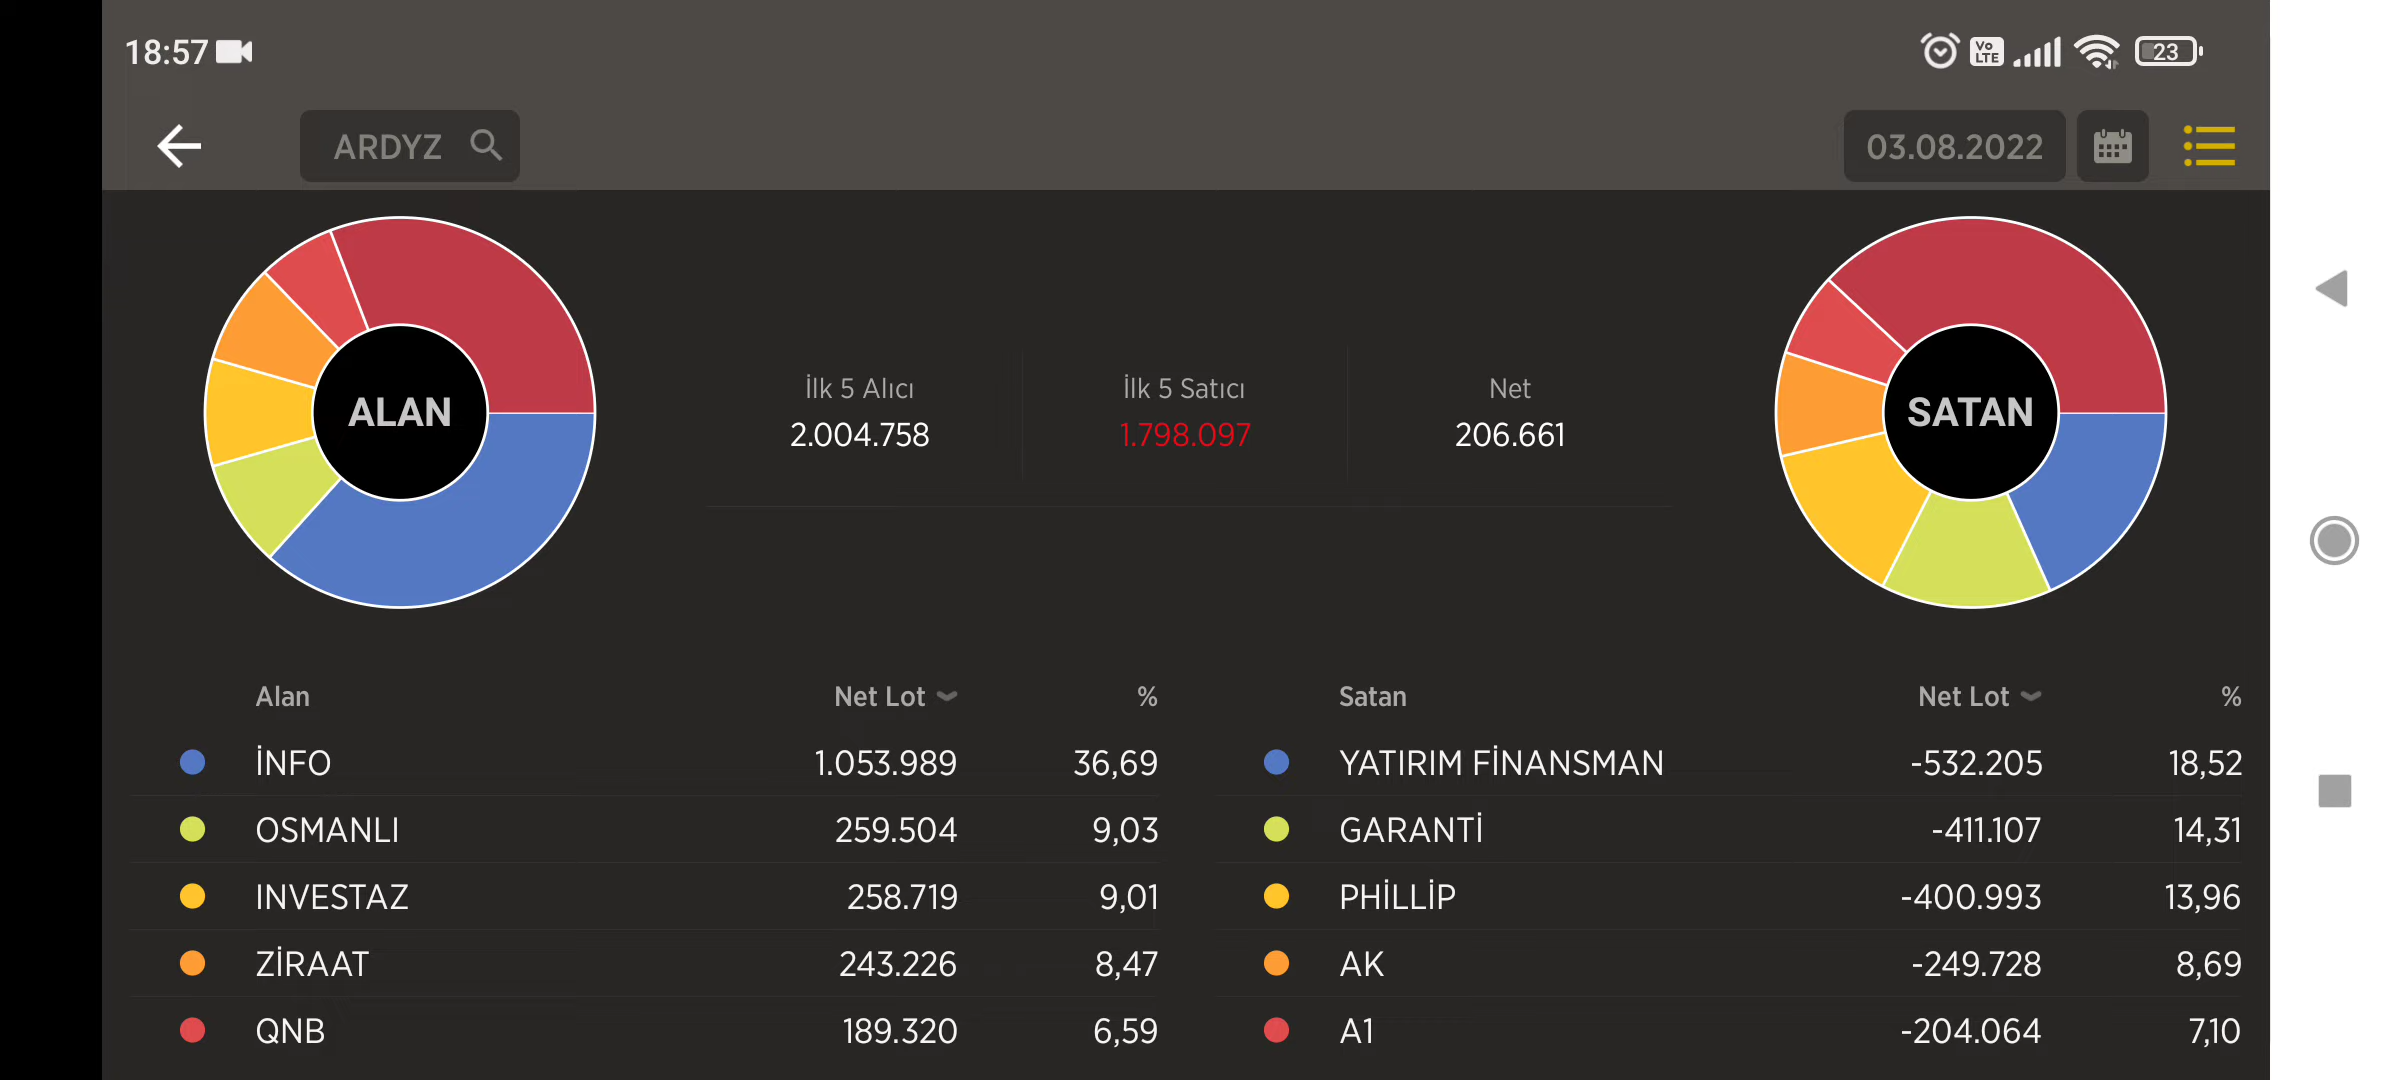 18:57 Vo LTE 23
ARDYZ 03.08.2022
ALAN
İlk 5 Alıcı İlk 5 Satıcı Net
2.004.758 1.798.097 206.661
SATAN
Alan Net Lot % Satan Net Lot %
İNFO 1.053.989 36,69 YATIRIM FİNANSMAN -532.205 18,52
OSMANLI 259.504 9,03 GARANTİ -411.107 14,31
INVESTAZ 258.719 9,01 PHİLLİP -400.993 13,96
ZİRAAT 243.226 8,47 AK -249.728 8,69
QNB 189.320 6,59 A1 -204.064 7,10